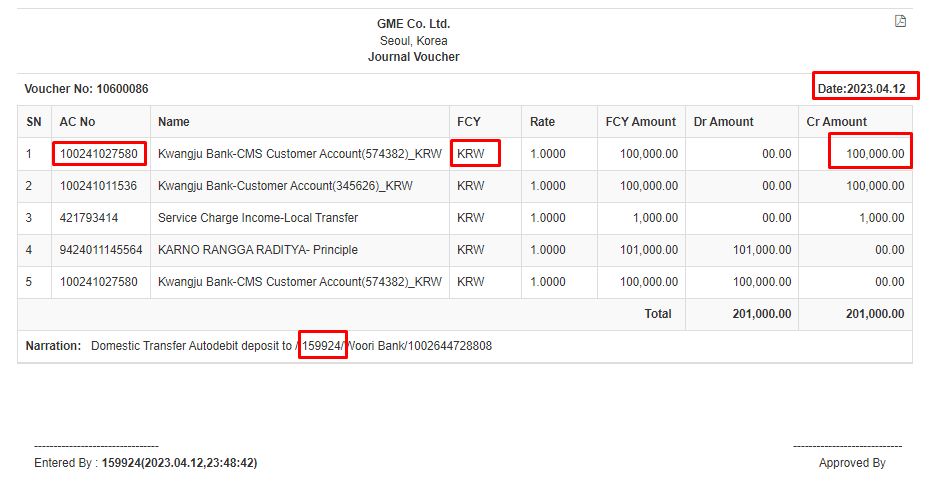 GME Co. Ltd.
Seoul, Korea
Journal Voucher
Voucher No: 10600086 Date:2023.04.12
SN AC No Name FCY Rate FCY Amount Dr Amount Cr Amount
1 100241027580 Kwangju Bank-CMS Customer Account(574382)_KRW KRW 1.0000 100,000.00 00.00 100,000.00
2 100241011536 Kwangju Bank-Customer Account(345626)_KRW KRW 1.0000 100,000.00 00.00 100,000.00
3 421793414 Service Charge Income-Local Transfer KRW 1.0000 1,000.00 00.00 1,000.00
4 9424011145564 KARNO RANGGA RADITYA- Principle KRW 1.0000 101,000.00 101,000.00 00.00
5 100241027580 Kwangju Bank-CMS Customer Account(574382)_KRW KRW 1.0000 100,000.00 100,000.00 00.00
Total 201,000.00 201,000.00
Narration: Domestic Transfer Autodebit deposit to /159924/Woori Bank/1002644728808
Entered By : 159924(2023.04.12,23:48:42) Approved By